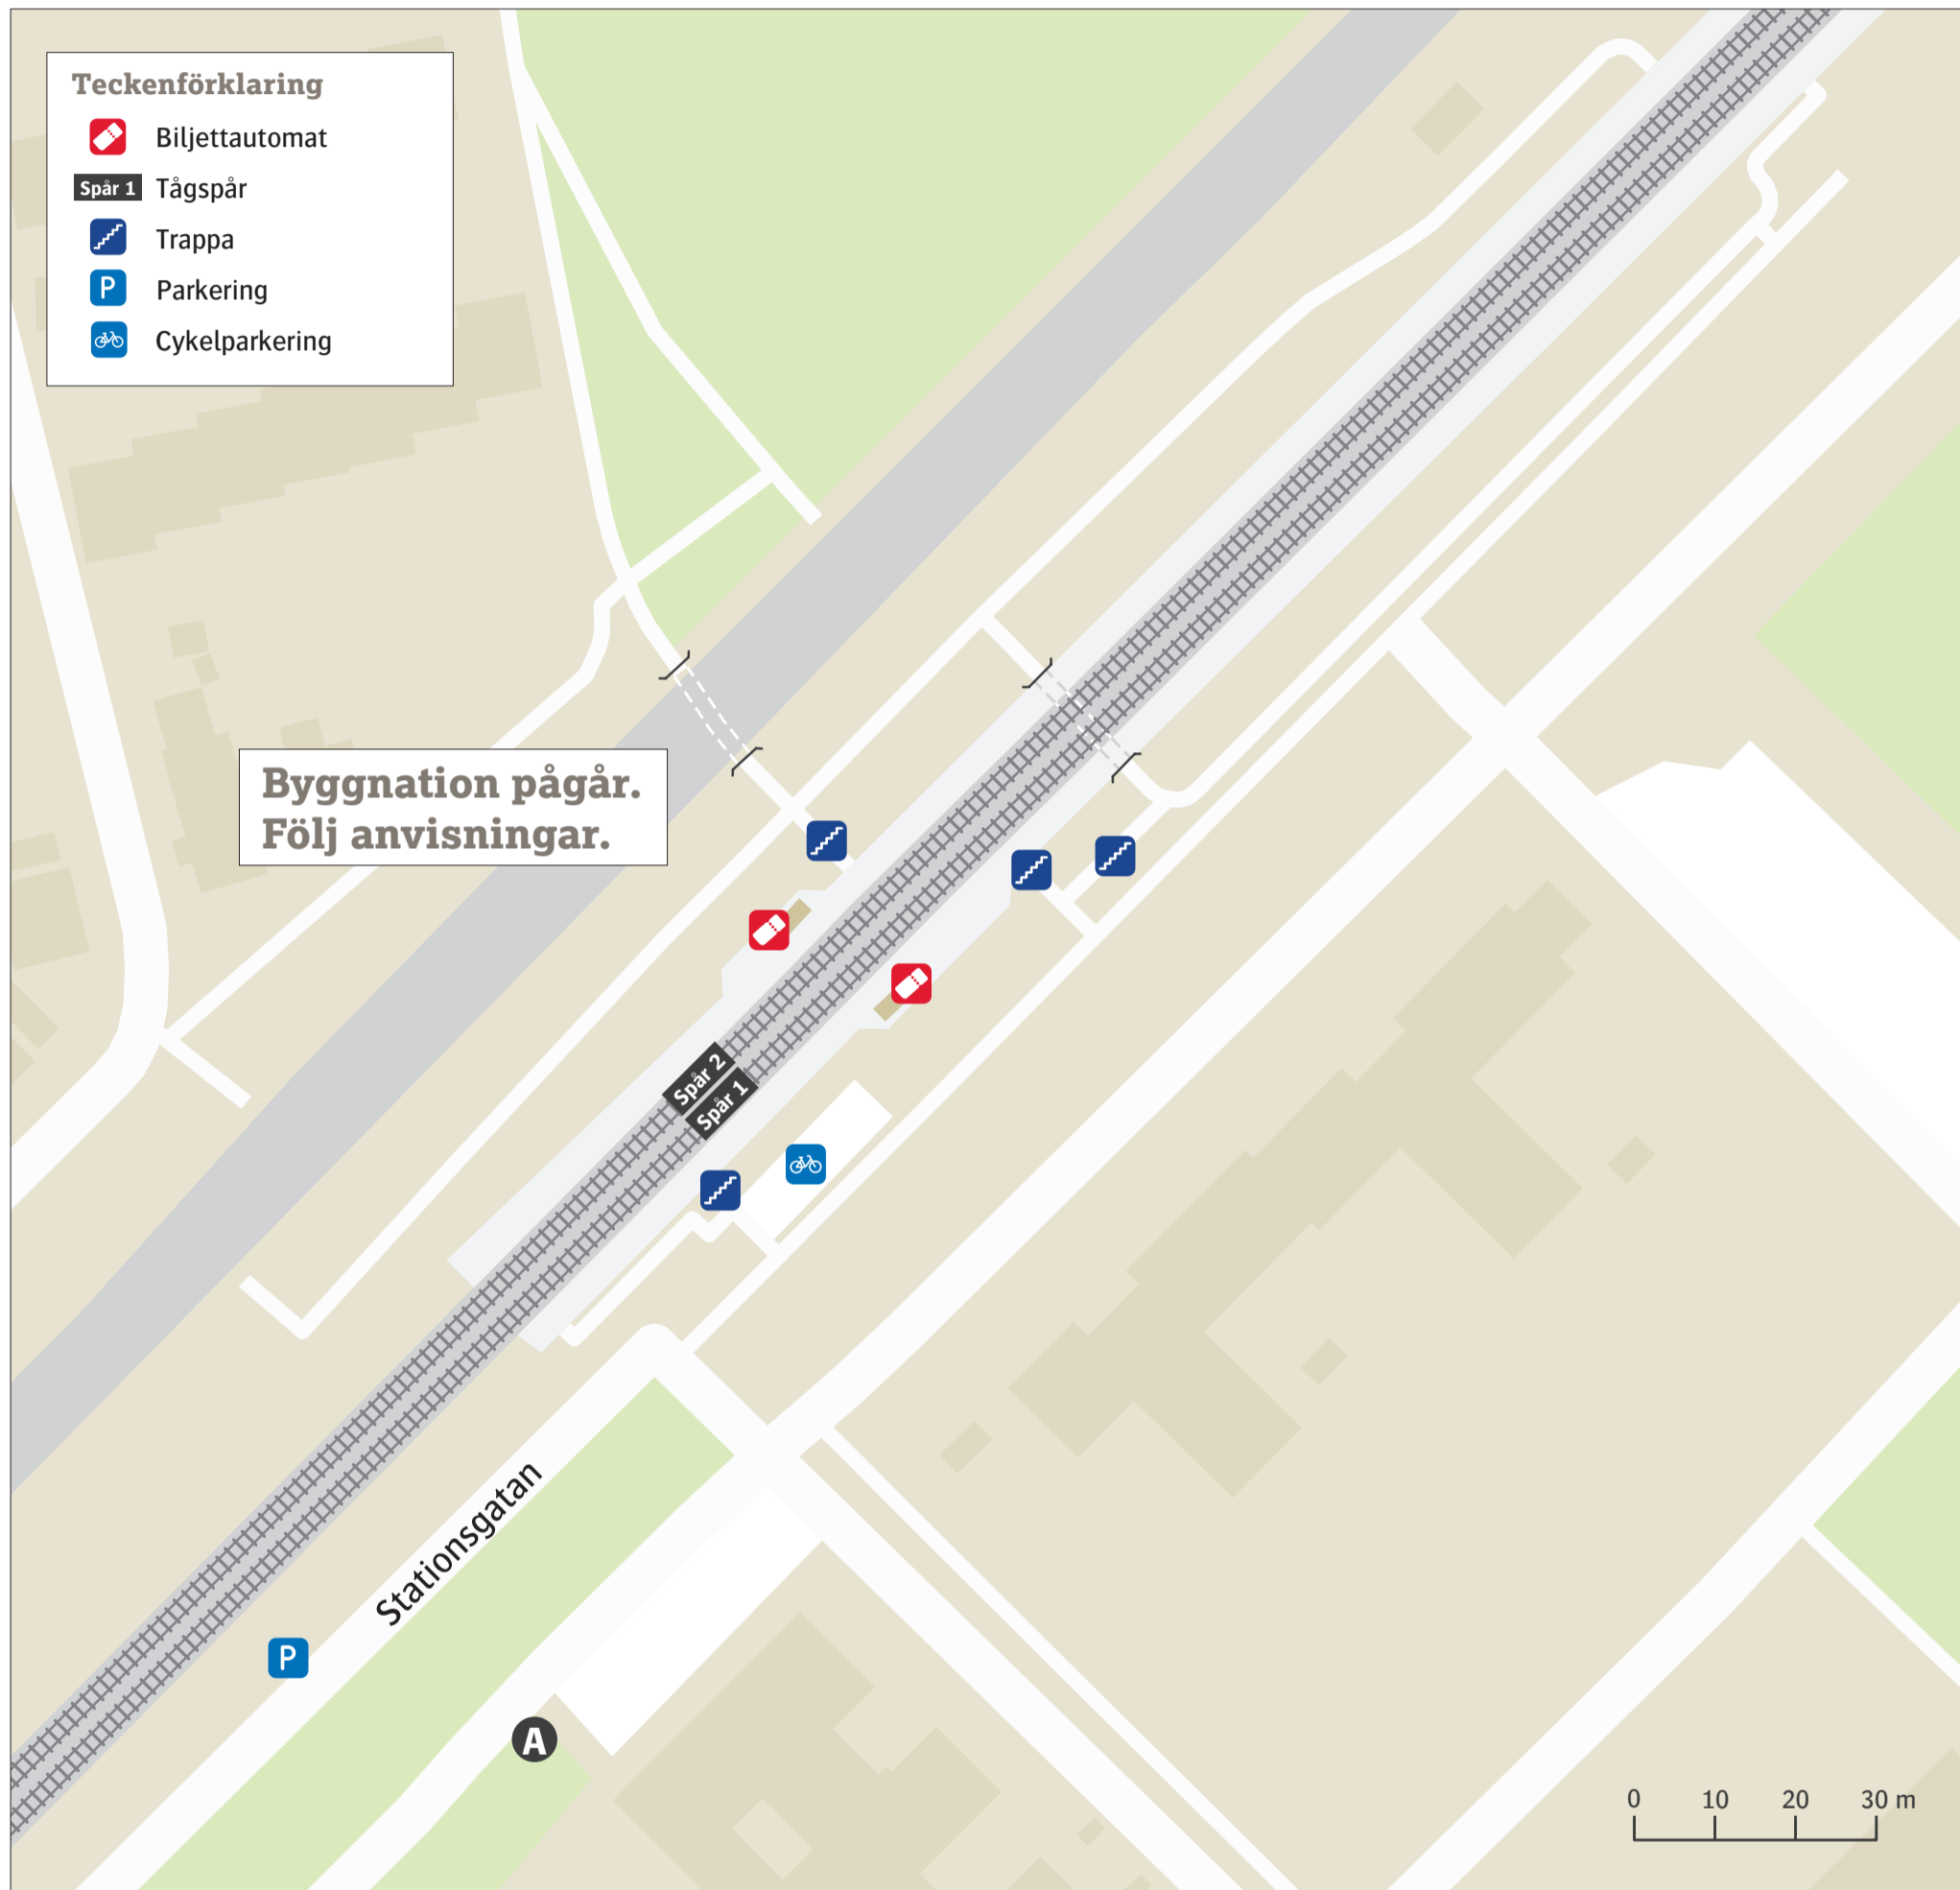 Teckenförklaring
Biljettautomat
Spår 1 Tågspår
Trappa
P Parkering
Cykelparkering
Byggnation pågår.
Följ anvisningar.
Spår 2
Spår 1
Stationsgatan
P
A
0 10 20 30 m